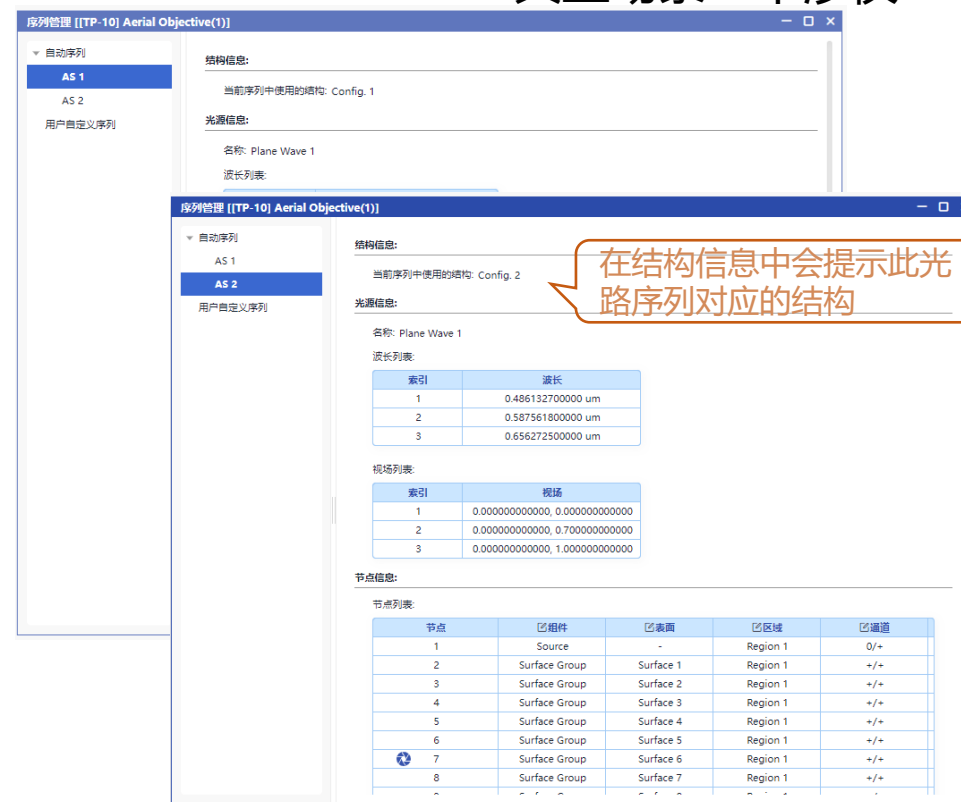 序列管理 [[TP-10] Aerial Objective(1)]
自动序列
AS 1
AS 2
用户自定义序列
结构信息:
当前序列中使用的结构: Config. 1
光源信息:
名称: Plane Wave 1
波长列表:
序列管理 [[TP-10] Aerial Objective(1)]
自动序列
AS 1
AS 2
用户自定义序列
结构信息:
当前序列中使用的结构: Config. 2
在结构信息中会提示此光
路序列对应的结构
光源信息:
名称: Plane Wave 1
波长列表:
索引 波长
1 0.486132700000 um
2 0.587561800000 um
3 0.656272500000 um
视场列表:
索引 视场
1 0.000000000000, 0.000000000000
2 0.000000000000, 0.700000000000
3 0.000000000000, 1.000000000000
节点信息:
节点列表:
节点 组件 表面 区域 通道
1 Source - Region 1 0/+
2 Surface Group Surface 1 Region 1 +/+
3 Surface Group Surface 2 Region 1 +/+
4 Surface Group Surface 3 Region 1 +/+
5 Surface Group Surface 4 Region 1 +/+
6 Surface Group Surface 5 Region 1 +/+
7 Surface Group Surface 6 Region 1 +/+
8 Surface Group Surface 7 Region 1 +/+